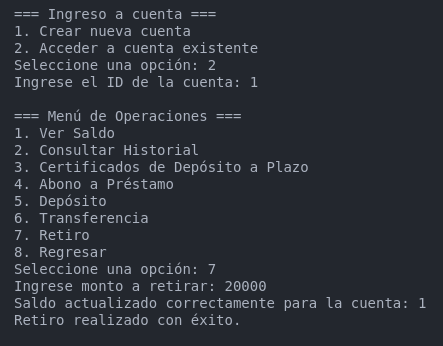 === Ingreso a cuenta ===
1. Crear nueva cuenta
2. Acceder a cuenta existente
Seleccione una opción: 2
Ingrese el ID de la cuenta: 1

=== Menú de Operaciones ===
1. Ver Saldo
2. Consultar Historial
3. Certificados de Depósito a Plazo
4. Abono a Préstamo
5. Depósito
6. Transferencia
7. Retiro
8. Regresar
Seleccione una opción: 7
Ingrese monto a retirar: 20000
Saldo actualizado correctamente para la cuenta: 1
Retiro realizado con éxito.